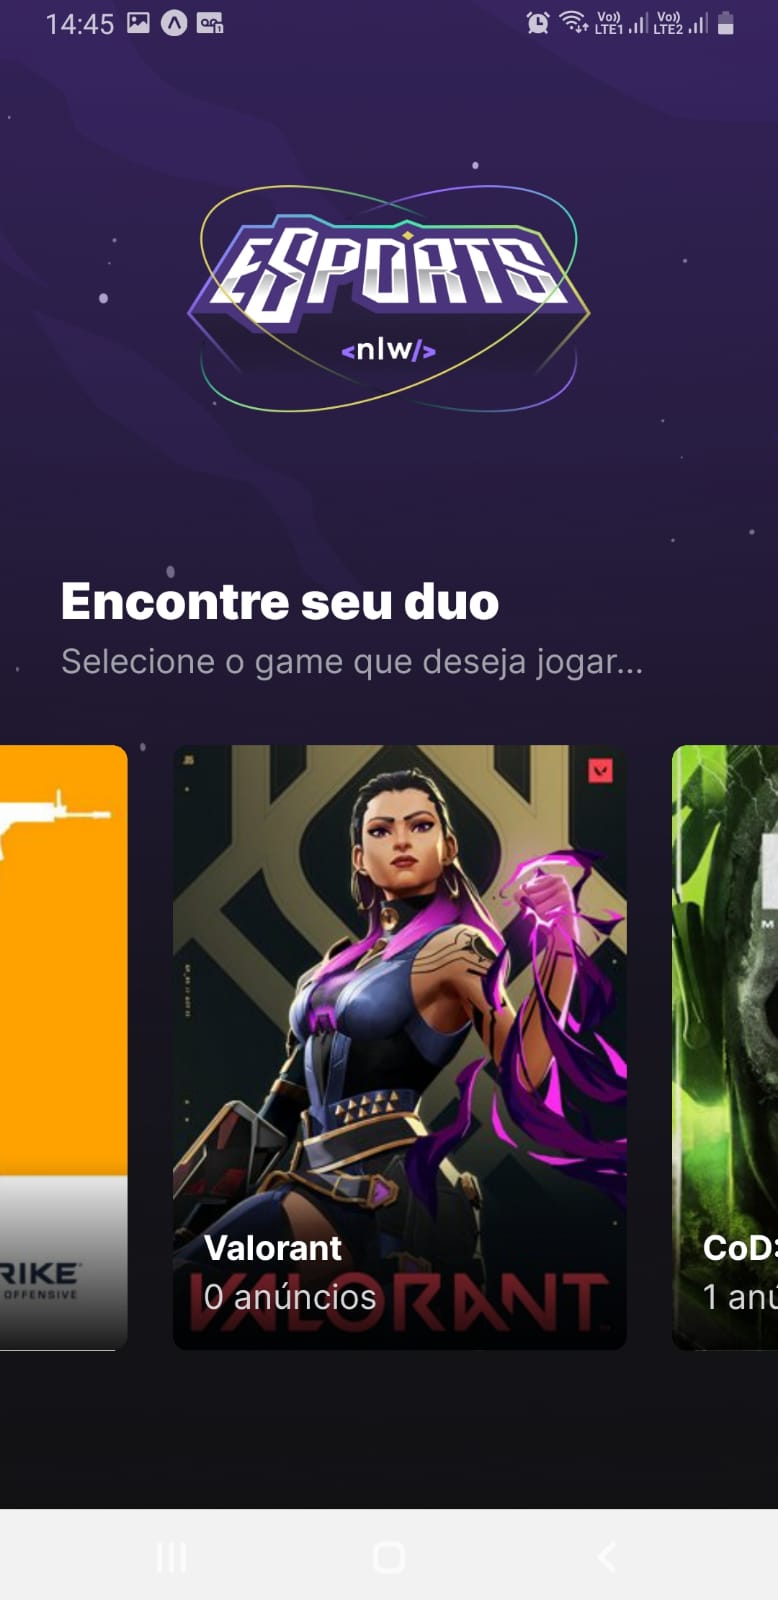 14:45
Vo)) LTE1 Vo)) LTE2
ESPORTS
<nlw/>
Encontre seu duo
Selecione o game que deseja jogar...
RIKE
OFFENSIVE
Valorant
0 anúncios
VALORANT
M
CoD:
1 anú